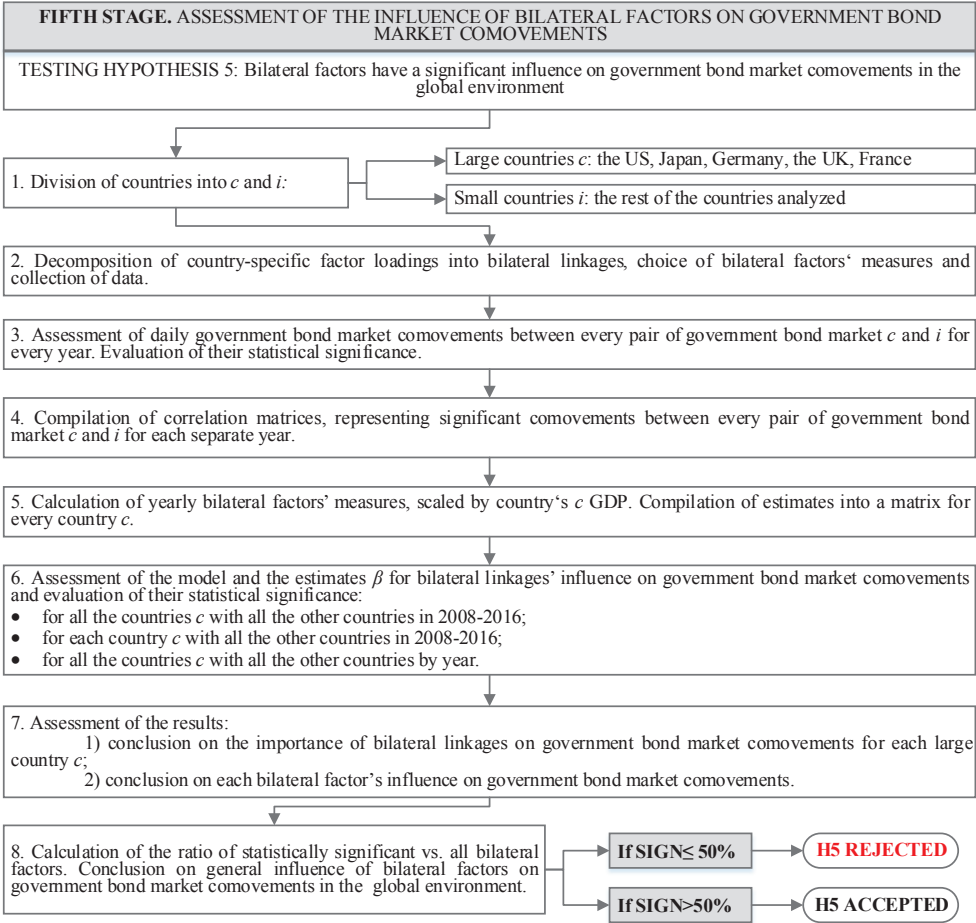 FIFTH STAGE. ASSESSMENT OF THE INFLUENCE OF BILATERAL FACTORS ON GOVERNMENT BOND
MARKET COMOVEMENTS
TESTING HYPOTHESIS 5: Bilateral factors have a significant influence on government bond market comovements in the
global environment
1. Division of countries into c and i:
Large countries c: the US, Japan, Germany, the UK, France
Small countries i: the rest of the countries analyzed
2. Decomposition of country-specific factor loadings into bilateral linkages, choice of bilateral factors‘ measures and
collection of data.
3. Assessment of daily government bond market comovements between every pair of government bond market c and i for
every year. Evaluation of their statistical significance.
4. Compilation of correlation matrices, representing significant comovements between every pair of government bond
market c and i for each separate year.
5. Calculation of yearly bilateral factors’ measures, scaled by country‘s c GDP. Compilation of estimates into a matrix for
every country c.
6. Assessment of the model and the estimates β for bilateral linkages’ influence on government bond market comovements
and evaluation of their statistical significance:
• for all the countries c with all the other countries in 2008-2016;
• for each country c with all the other countries in 2008-2016;
• for all the countries c with all the other countries by year.
7. Assessment of the results:
1) conclusion on the importance of bilateral linkages on government bond market comovements for each large
country c;
2) conclusion on each bilateral factor’s influence on government bond market comovements.
8. Calculation of the ratio of statistically significant vs. all bilateral
factors. Conclusion on general influence of bilateral factors on
government bond market comovements in the global environment.
If SIGN≤ 50%
H5 REJECTED
If SIGN>50%
H5 ACCEPTED